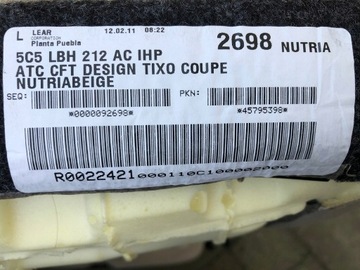 L LEAR 12.02.11 08:22
CORPORATION
Planta Puebla
2698 NUTRIA
5C5 LBH 212 AC IHP
ATC CFT DESIGN TIXO COUPE
NUTRIABEIGE
SEQ: PKN:
*0000092698* *45795398*
R0022421000110C100002000